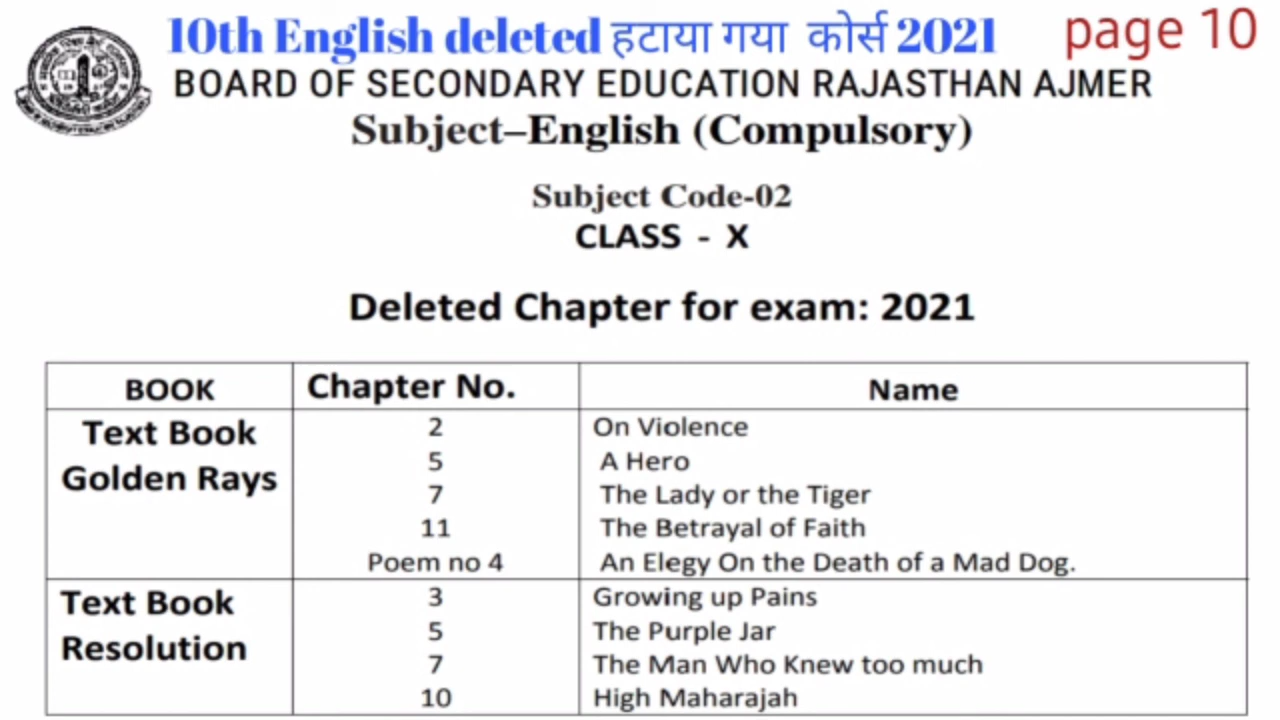 10th English deleted हटाया गया कोर्स 2021 page 10
BOARD OF SECONDARY EDUCATION RAJASTHAN AJMER
Subject–English (Compulsory)
Subject Code-02
CLASS - X
Deleted Chapter for exam: 2021
BOOK Chapter No. Name
Text Book Golden Rays
2 On Violence
5 A Hero
7 The Lady or the Tiger
11 The Betrayal of Faith
Poem no 4 An Elegy On the Death of a Mad Dog.
Text Book Resolution
3 Growing up Pains
5 The Purple Jar
7 The Man Who Knew too much
10 High Maharajah